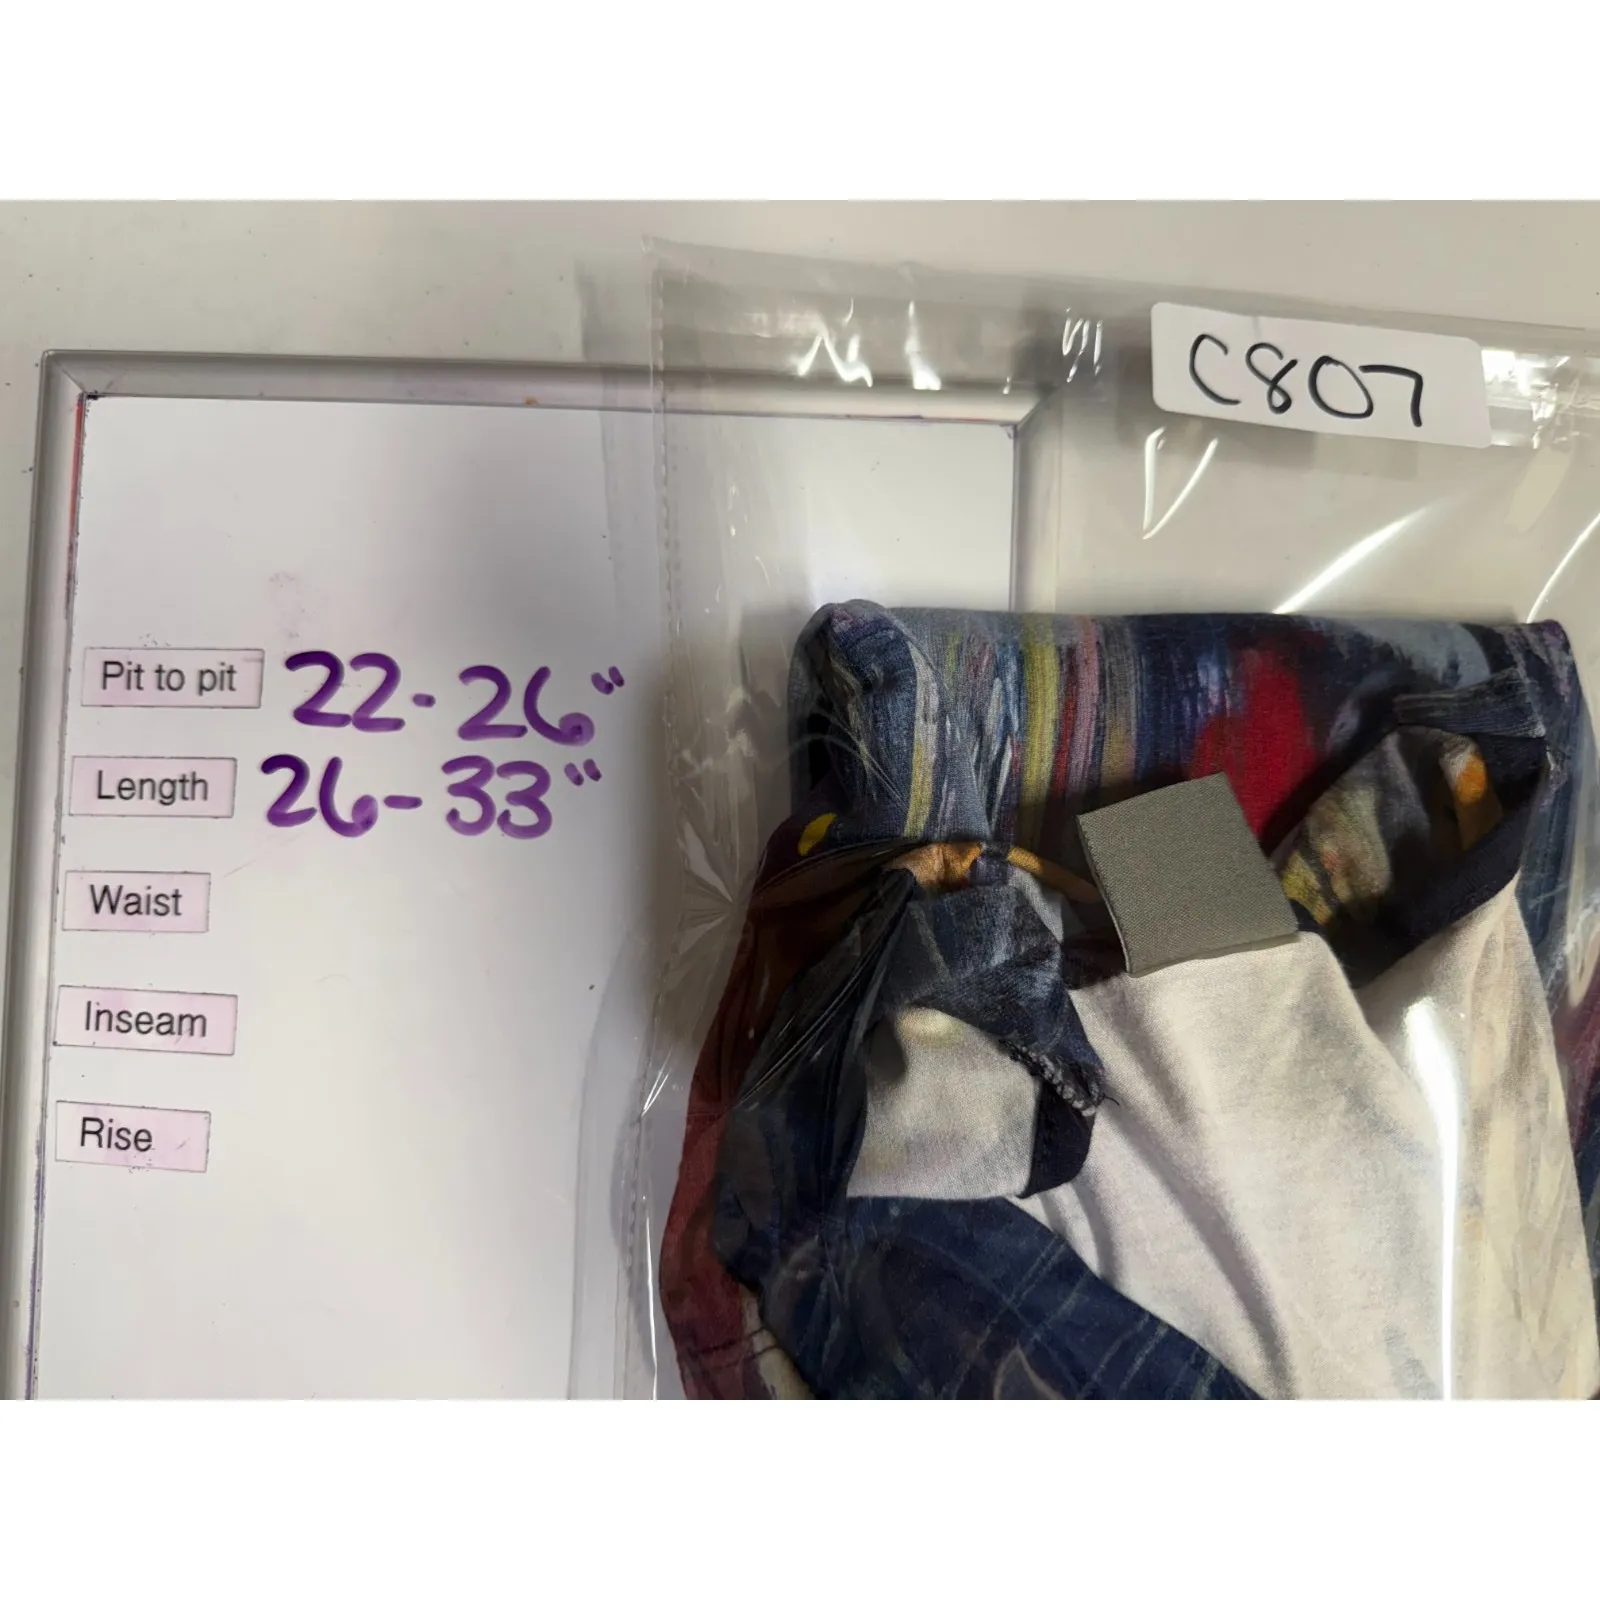 C807
Pit to pit 22-26"
Length 26-33"
Waist
Inseam
Rise